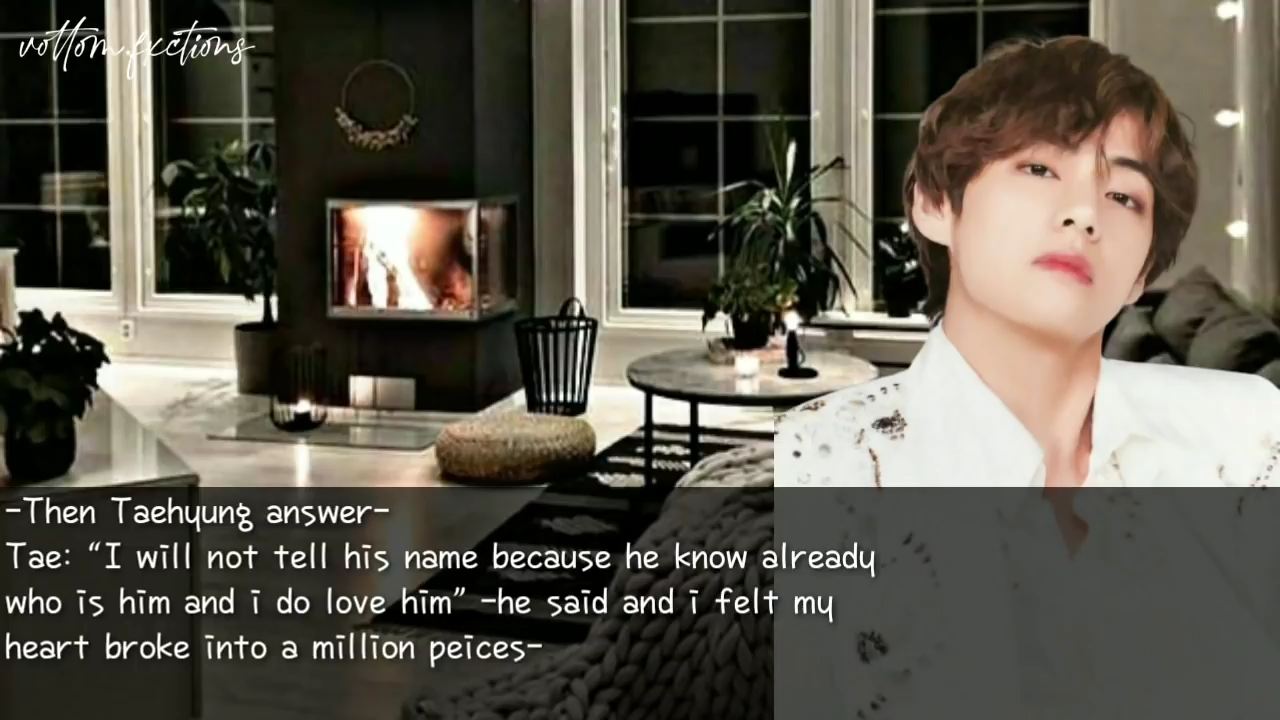 vottom.fxctions
-Then Taehyung answer-
Tae: “I will not tell his name because he know already
who is him and i do love him” -he said and i felt my
heart broke into a million peices-